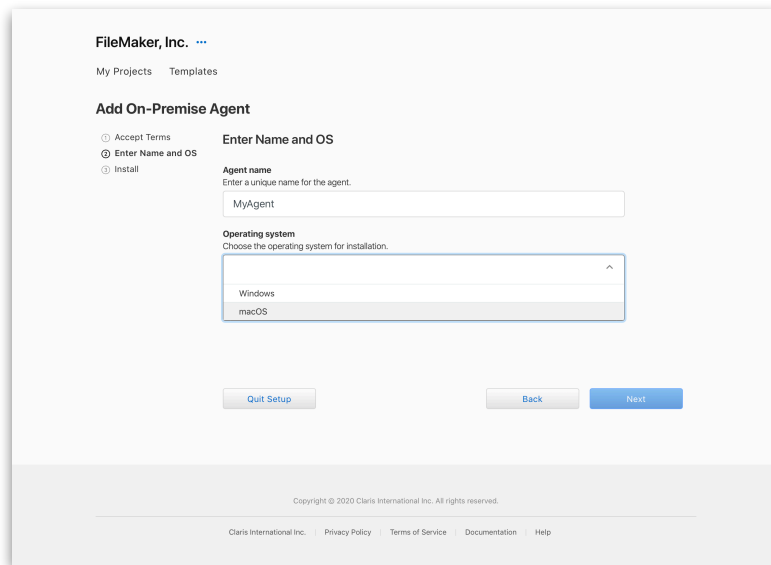 FileMaker, Inc. •••
My Projects Templates
Add On-Premise Agent
1 Accept Terms
2 Enter Name and OS
3 Install
Enter Name and OS
Agent name
Enter a unique name for the agent.
MyAgent
Operating system
Choose the operating system for installation.
Windows
macOS
Quit Setup Back Next
Copyright © 2020 Claris International Inc. All rights reserved.
Claris International Inc. | Privacy Policy | Terms of Service | Documentation | Help